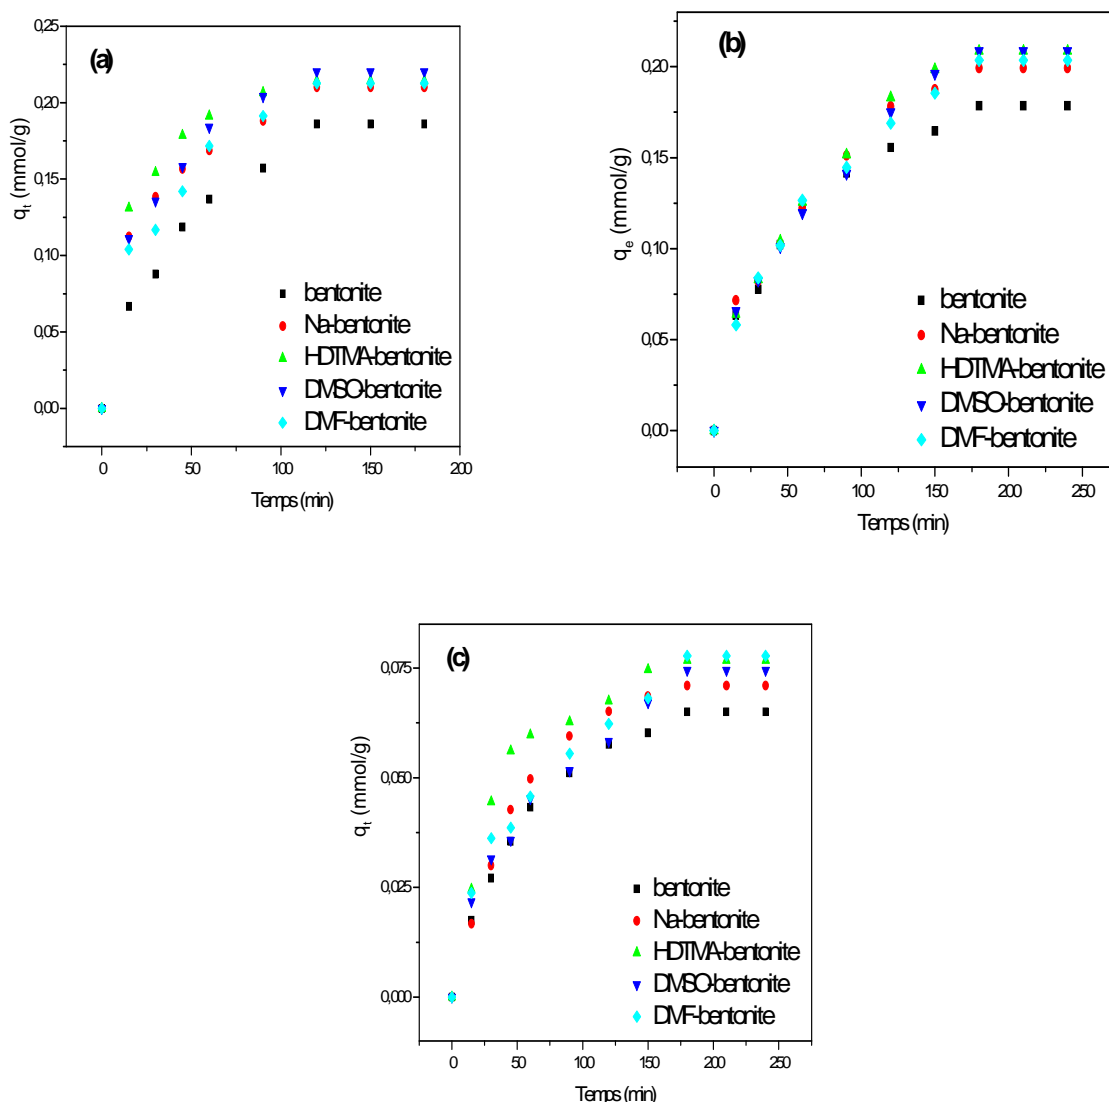 (a)
0,25
0,20
0,15
0,10
0,05
0,00
q_t (mmol/g)
0
50
100
150
200
Temps (min)
bentonite
Na-bentonite
HDTMA-bentonite
DMSO-bentonite
DMF-bentonite
(b)
0,20
0,15
0,10
0,05
0,00
q_e (mmol/g)
0
50
100
150
200
250
Temps (min)
bentonite
Na-bentonite
HDTMA-bentonite
DMSO-bentonite
DMF-bentonite
(c)
0,075
0,050
0,025
0,000
q_t (mmol/g)
0
50
100
150
200
250
Temps (min)
bentonite
Na-bentonite
HDTMA-bentonite
DMSO-bentonite
DMF-bentonite